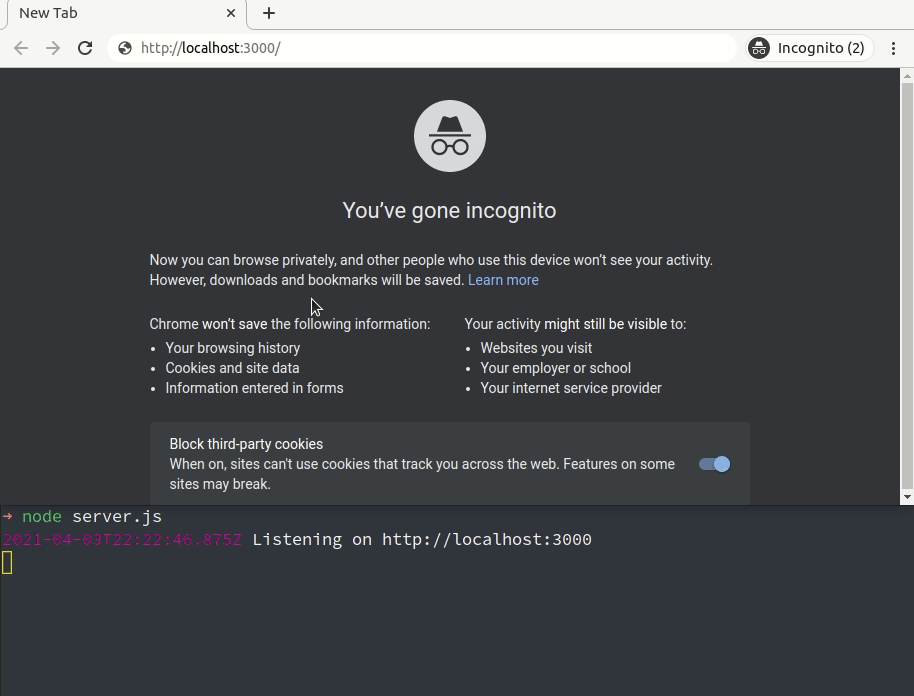 New Tab
http://localhost:3000/
Incognito (2)
You've gone incognito
Now you can browse privately, and other people who use this device won't see your activity.
However, downloads and bookmarks will be saved. Learn more
Chrome won't save the following information:
Your browsing history
Cookies and site data
Information entered in forms
Your activity might still be visible to:
Websites you visit
Your employer or school
Your internet service provider
Block third-party cookies
When on, sites can't use cookies that track you across the web. Features on some
sites may break.
→ node server.js
2021-04-03T22:22:46.875Z Listening on http://localhost:3000